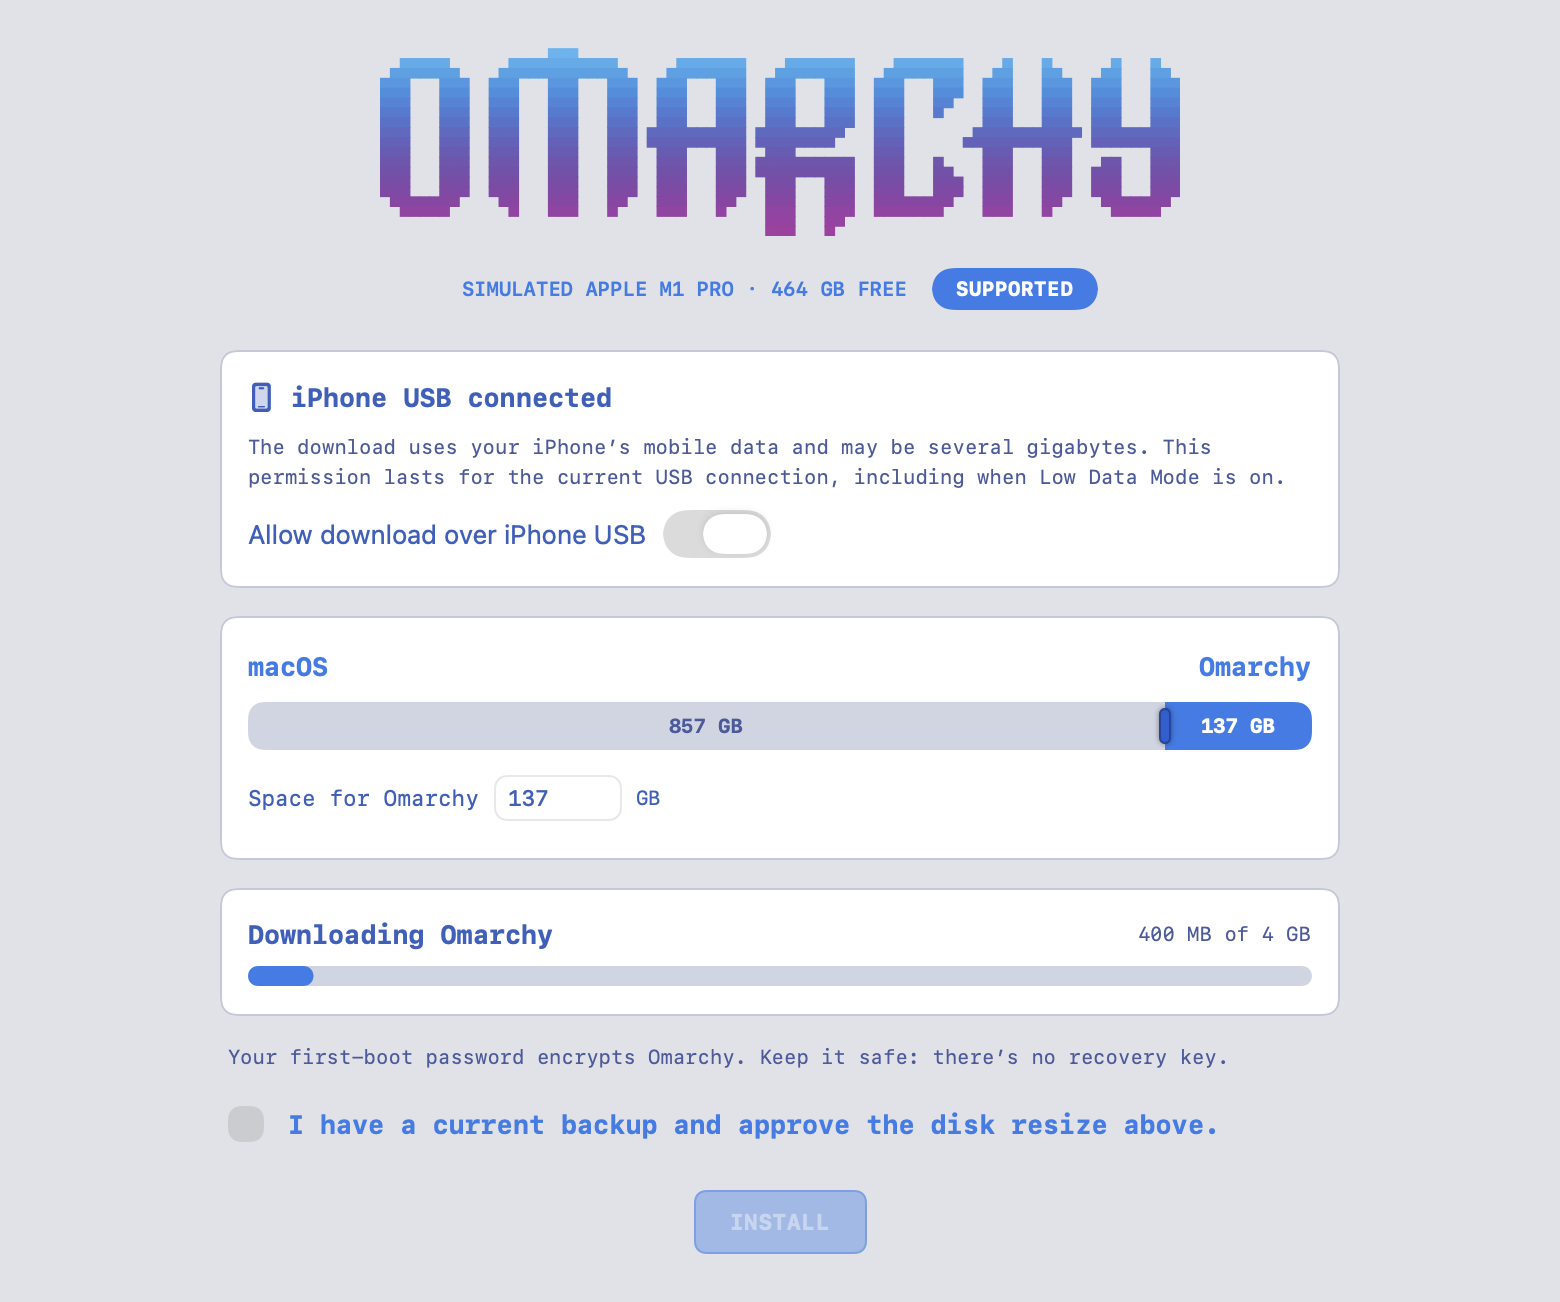 OMARCHY
SIMULATED APPLE M1 PRO · 464 GB FREE SUPPORTED
iPhone USB connected
The download uses your iPhone’s mobile data and may be several gigabytes. This
permission lasts for the current USB connection, including when Low Data Mode is on.
Allow download over iPhone USB
macOS Omarchy
857 GB 137 GB
Space for Omarchy 137 GB
Downloading Omarchy 400 MB of 4 GB
Your first–boot password encrypts Omarchy. Keep it safe: there’s no recovery key.
I have a current backup and approve the disk resize above.
INSTALL